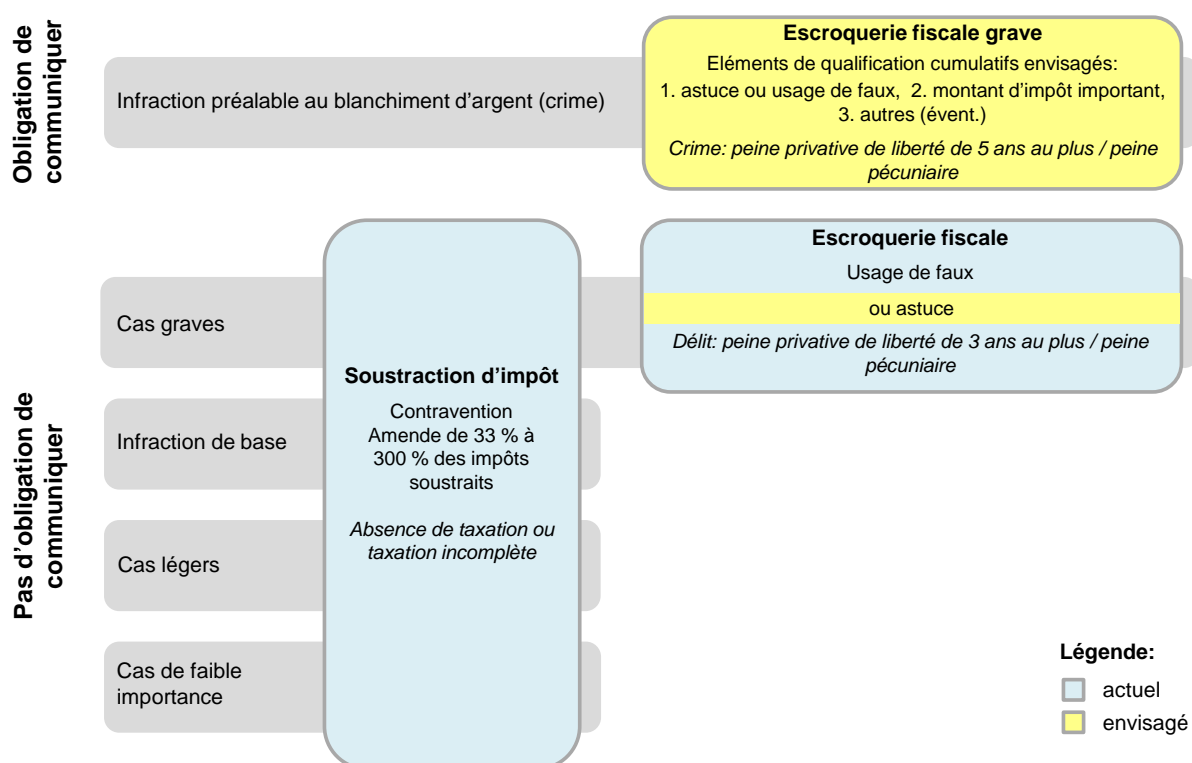 Obligation de
communiquer
Infraction préalable au blanchiment d'argent (crime)
Escroquerie fiscale grave
Eléments de qualification cumulatifs envisagés:
1. astuce ou usage de faux, 2. montant d'impôt important,
3. autres (évent.)
Crime: peine privative de liberté de 5 ans au plus / peine
pécuniaire
Pas d'obligation de
communiquer
Cas graves
Infraction de base
Cas légers
Cas de faible
importance
Soustraction d'impôt
Contravention
Amende de 33 % à
300 % des impôts
soustraits
Absence de taxation ou
taxation incomplète
Escroquerie fiscale
Usage de faux
ou astuce
Délit: peine privative de liberté de 3 ans au plus / peine
pécuniaire
Légende:
actuel
envisagé